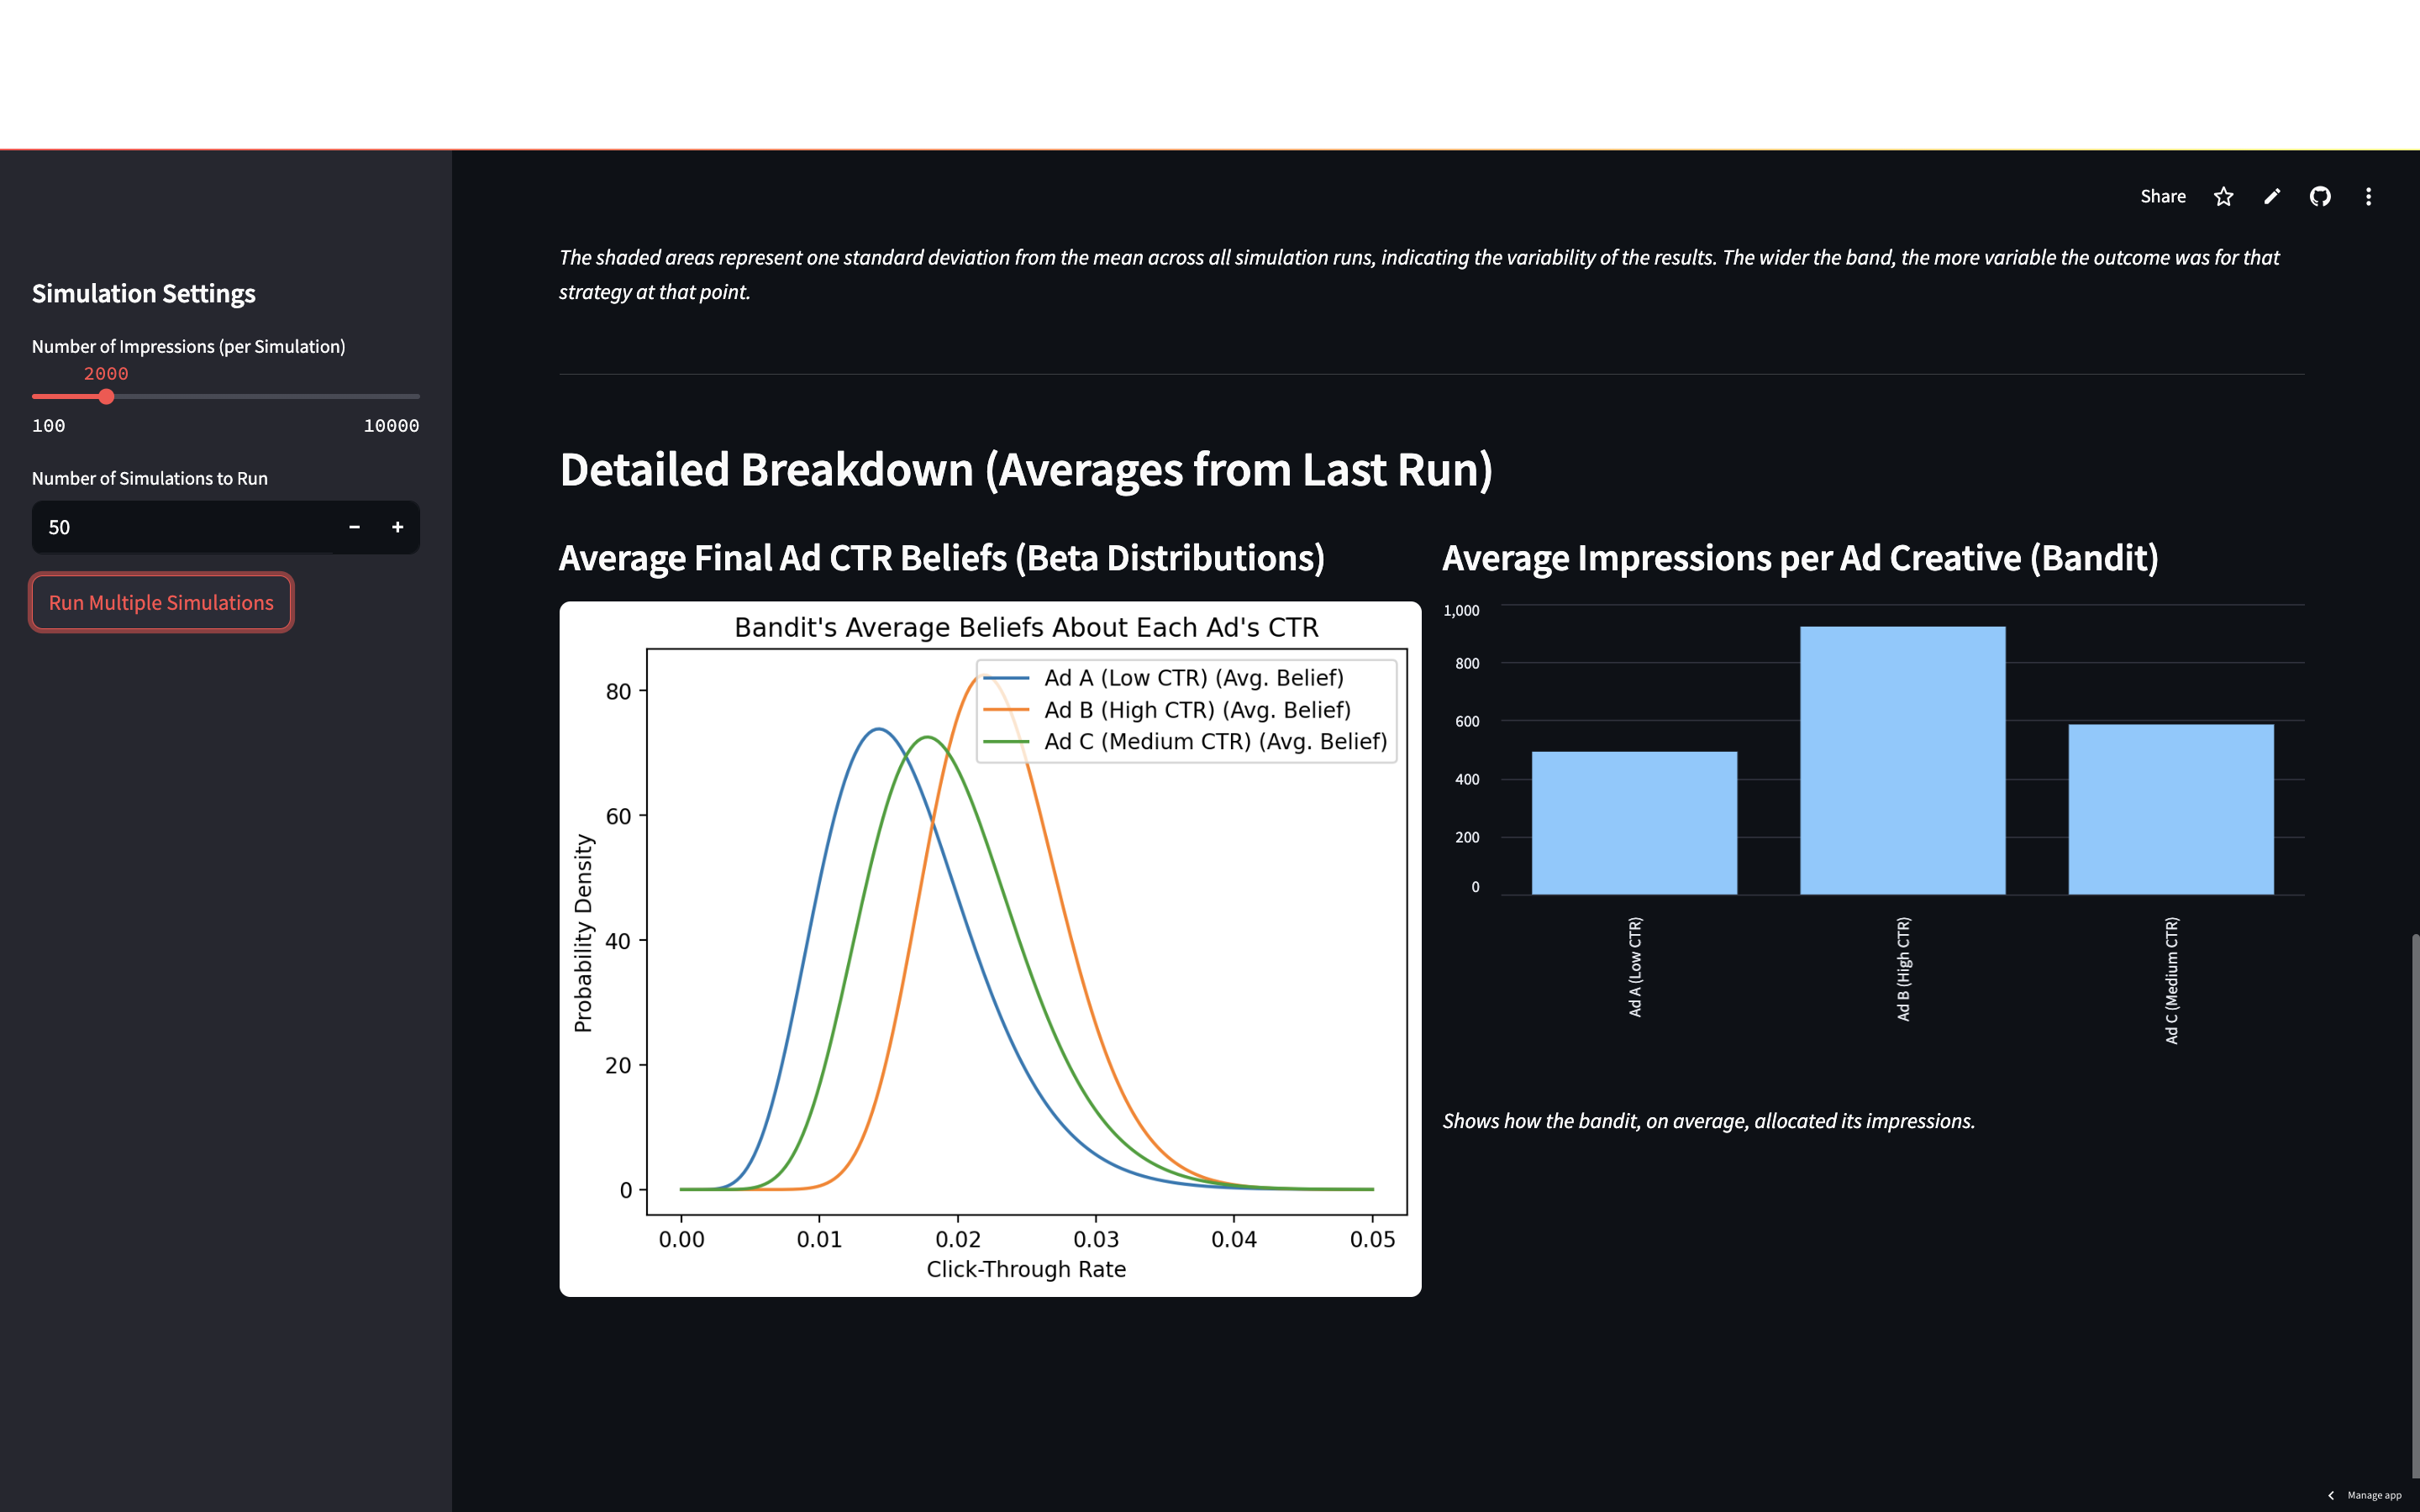 Share
Simulation Settings
Number of Impressions (per Simulation)
2000
100
10000
Number of Simulations to Run
50
− +
Run Multiple Simulations
The shaded areas represent one standard deviation from the mean across all simulation runs, indicating the variability of the results. The wider the band, the more variable the outcome was for that
strategy at that point.
Detailed Breakdown (Averages from Last Run)
Average Final Ad CTR Beliefs (Beta Distributions)
Bandit's Average Beliefs About Each Ad's CTR
Ad A (Low CTR) (Avg. Belief)
Ad B (High CTR) (Avg. Belief)
Ad C (Medium CTR) (Avg. Belief)
Probability Density
80
60
40
20
0
0.00 0.01 0.02 0.03 0.04 0.05
Click-Through Rate
Average Impressions per Ad Creative (Bandit)
1,000
800
600
400
200
0
Ad A (Low CTR)
Ad B (High CTR)
Ad C (Medium CTR)
Shows how the bandit, on average, allocated its impressions.
Manage app